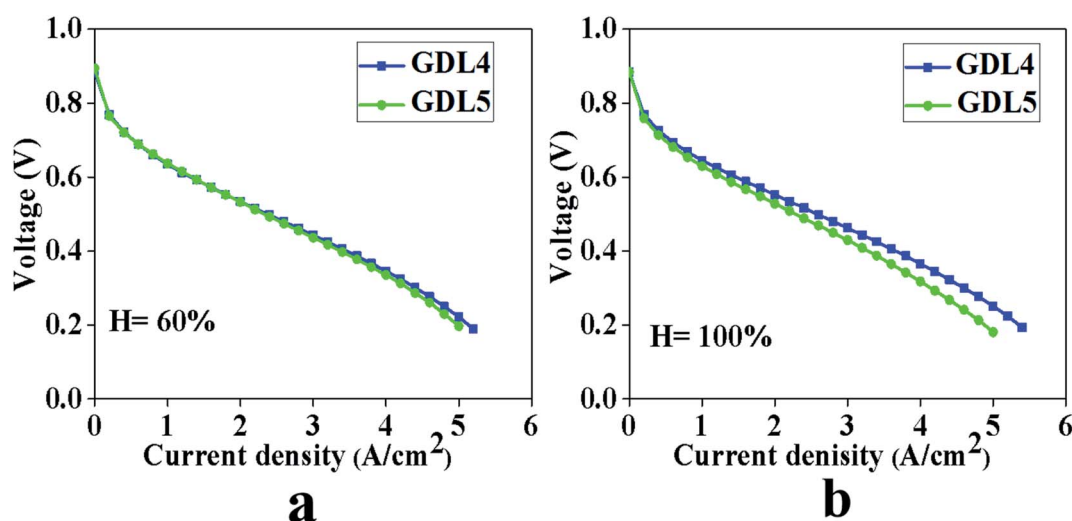 1.0
0.8
0.6
0.4
0.2
0.0
Voltage (V)
GDL4
GDL5
H= 60%
0 1 2 3 4 5 6
Current density (A/cm2)
a
1.0
0.8
0.6
0.4
0.2
0.0
Voltage (V)
GDL4
GDL5
H= 100%
0 1 2 3 4 5 6
Current denisity (A/cm2)
b